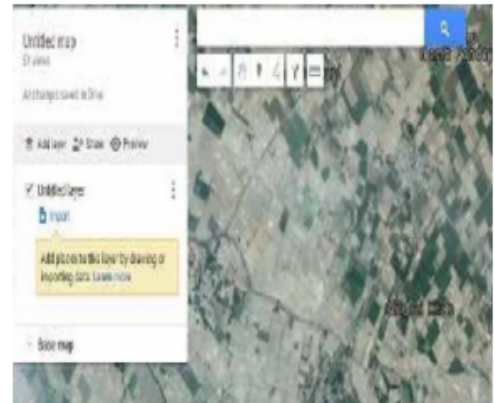 Untitled map
All changes saved in Drive
Add layer Share Preview
Untitled layer
Import
Add places to this layer by drawing or
importing data. Learn more
Base map